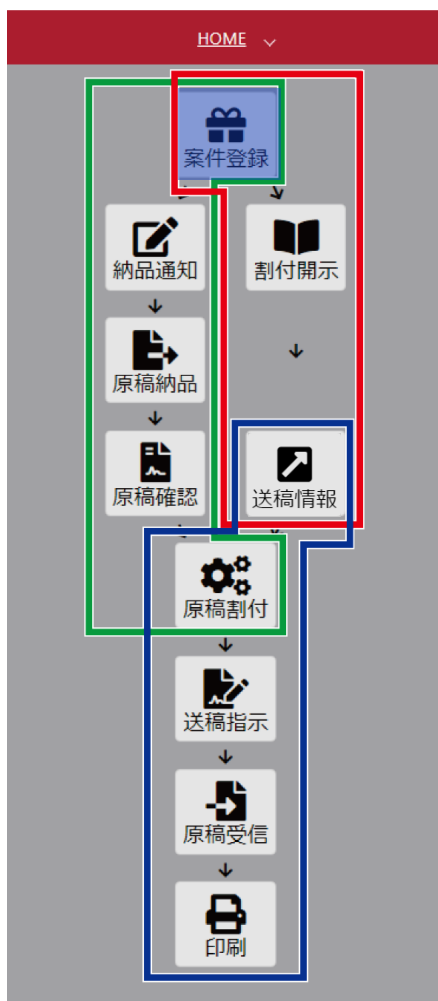 HOME
案件登録
納品通知
割付開示
原稿納品
原稿確認
送稿情報
原稿割付
送稿指示
原稿受信
印刷